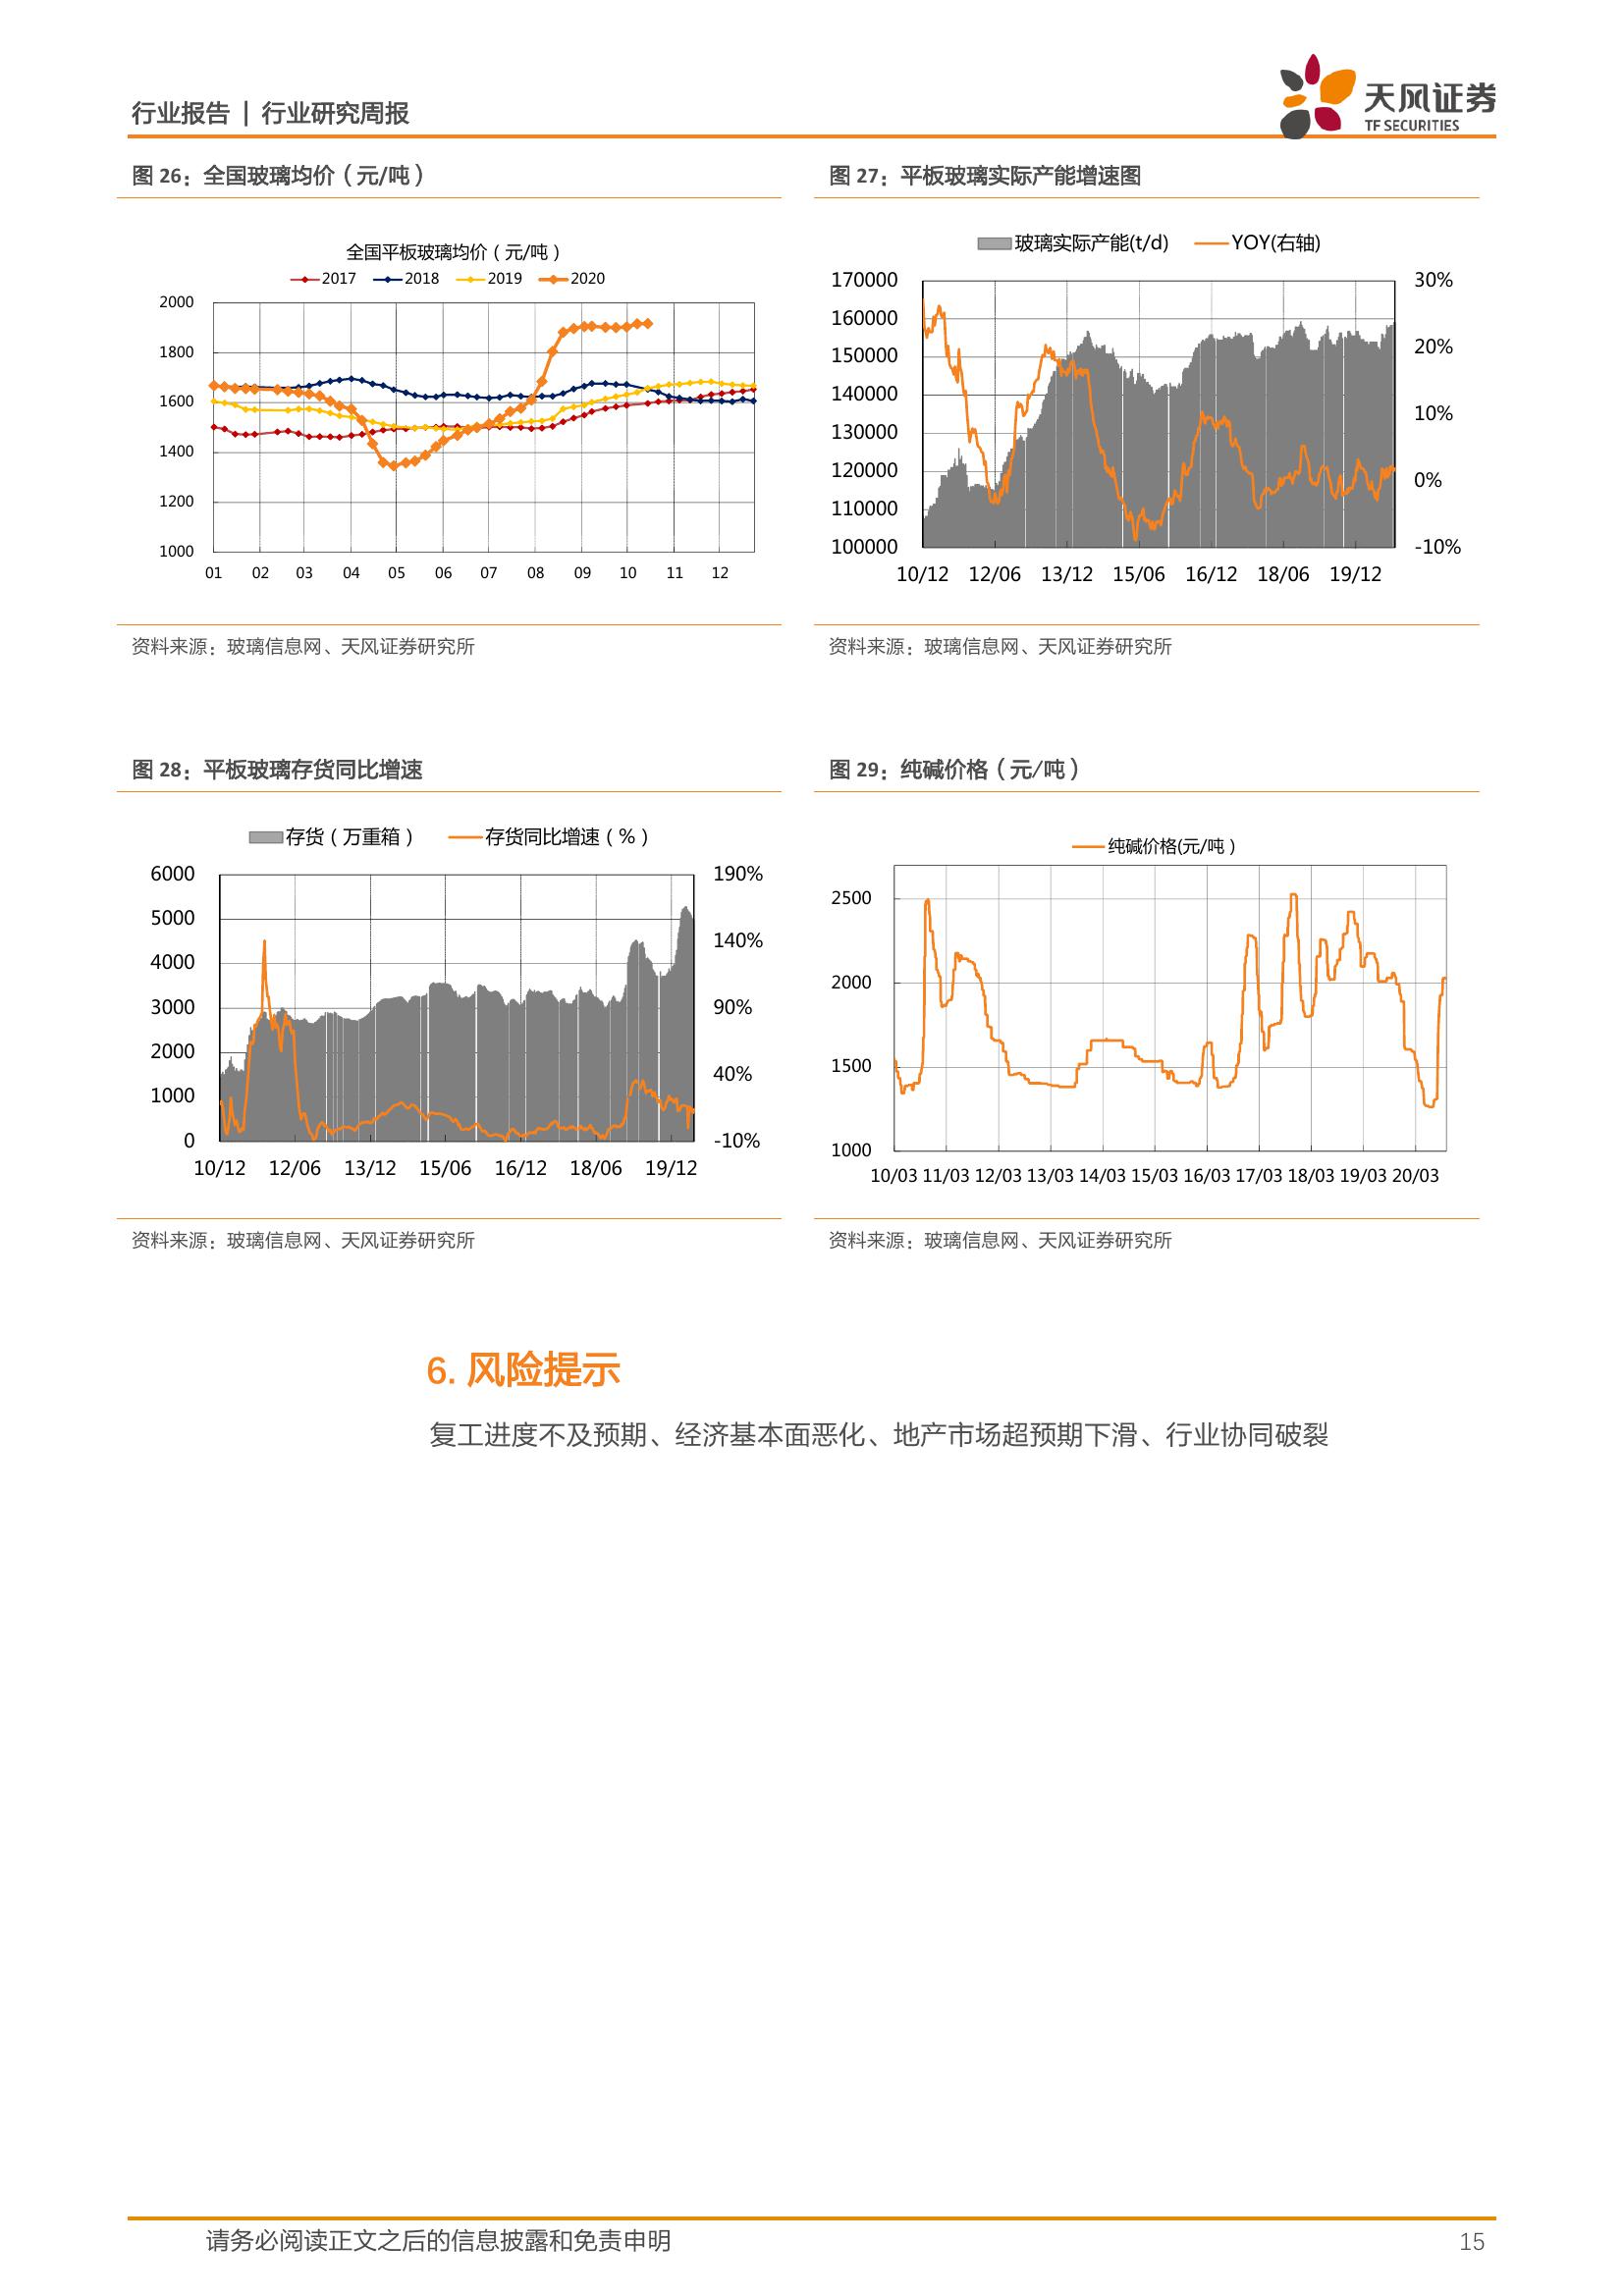 行业报告 | 行业研究周报
天风证券
TF SECURITIES
图 26：全国玻璃均价（元/吨）
全国平板玻璃均价（元/吨）
2017 2018 2019 2020
2000
1800
1600
1400
1200
1000
01 02 03 04 05 06 07 08 09 10 11 12
资料来源：玻璃信息网、天风证券研究所
图 27：平板玻璃实际产能增速图
玻璃实际产能(t/d) YOY(右轴)
170000 30%
160000
150000 20%
140000
130000 10%
120000 0%
110000
100000 -10%
10/12 12/06 13/12 15/06 16/12 18/06 19/12
资料来源：玻璃信息网、天风证券研究所
图 28：平板玻璃存货同比增速
存货（万重箱） 存货同比增速（%）
6000 190%
5000
140%
4000
3000 90%
2000
40%
1000
0 -10%
10/12 12/06 13/12 15/06 16/12 18/06 19/12
资料来源：玻璃信息网、天风证券研究所
图 29：纯碱价格（元/吨）
纯碱价格(元/吨）
2500
2000
1500
1000
10/03 11/03 12/03 13/03 14/03 15/03 16/03 17/03 18/03 19/03 20/03
资料来源：玻璃信息网、天风证券研究所
6. 风险提示
复工进度不及预期、经济基本面恶化、地产市场超预期下滑、行业协同破裂
请务必阅读正文之后的信息披露和免责申明 15